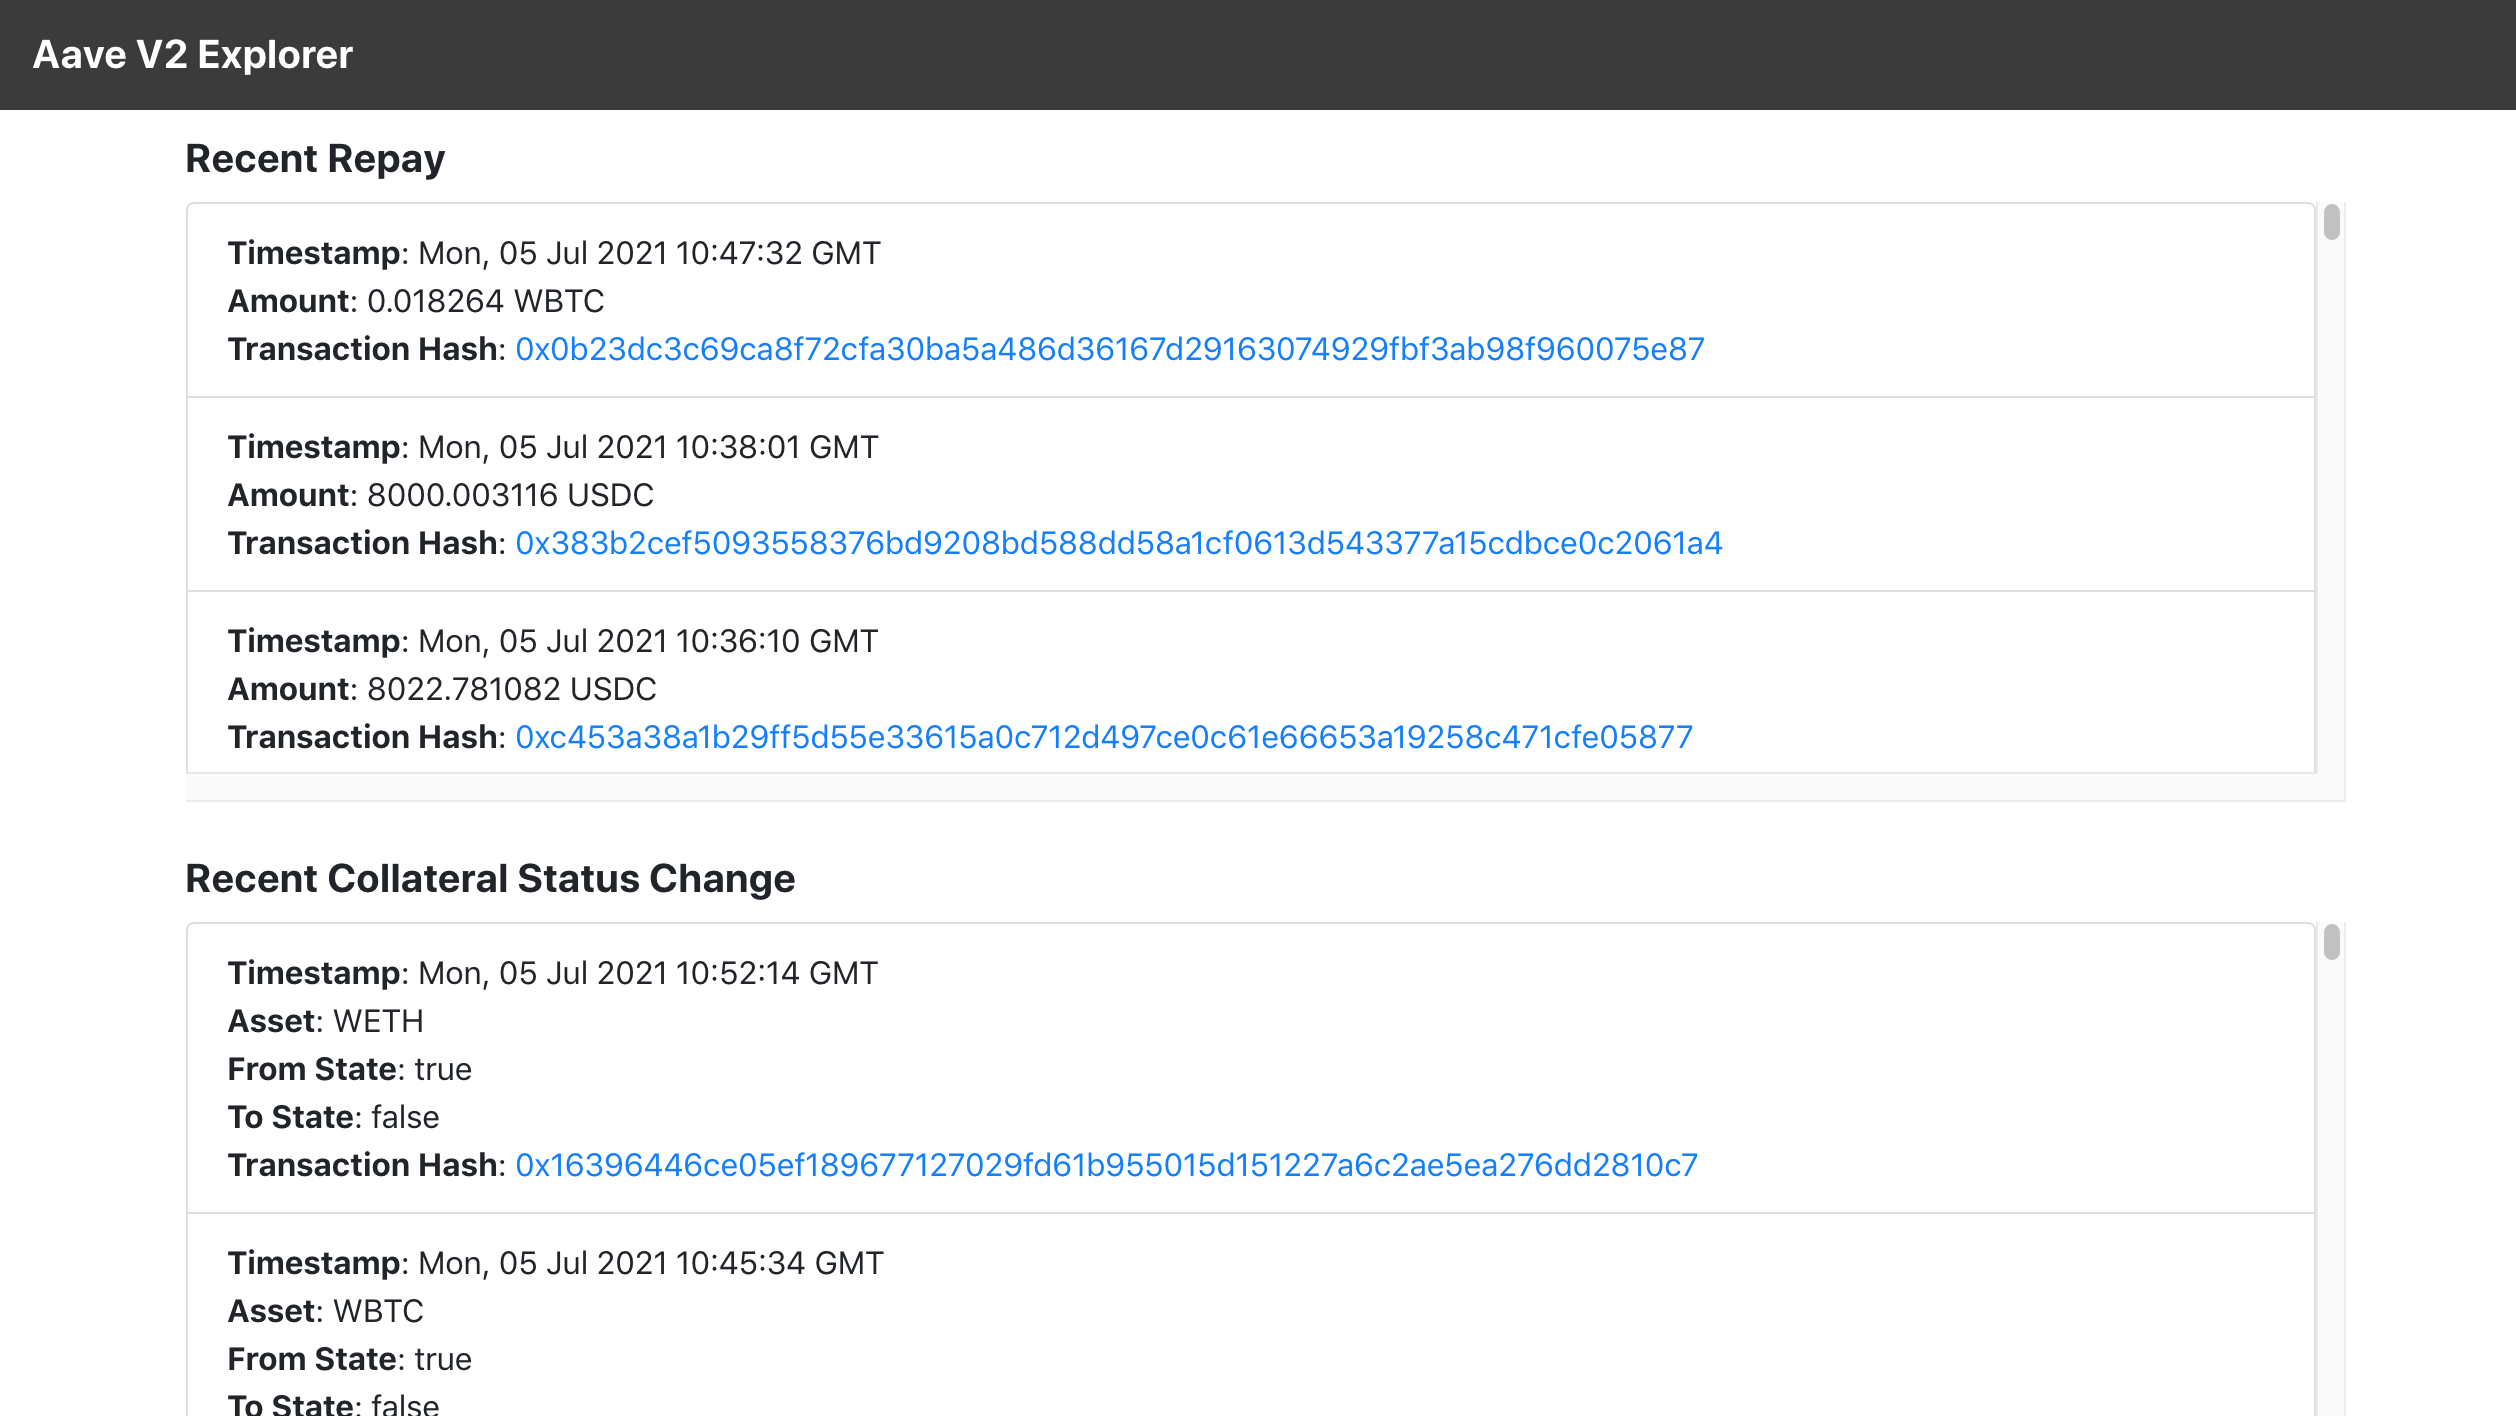 Aave V2 Explorer
Recent Repay
Timestamp: Mon, 05 Jul 2021 10:47:32 GMT
Amount: 0.018264 WBTC
Transaction Hash: 0x0b23dc3c69ca8f72cfa30ba5a486d36167d29163074929fbf3ab98f960075e87
Timestamp: Mon, 05 Jul 2021 10:38:01 GMT
Amount: 8000.003116 USDC
Transaction Hash: 0x383b2cef5093558376bd9208bd588dd58a1cf0613d543377a15cdbce0c2061a4
Timestamp: Mon, 05 Jul 2021 10:36:10 GMT
Amount: 8022.781082 USDC
Transaction Hash: 0xc453a38a1b29ff5d55e33615a0c712d497ce0c61e66653a19258c471cfe05877
Recent Collateral Status Change
Timestamp: Mon, 05 Jul 2021 10:52:14 GMT
Asset: WETH
From State: true
To State: false
Transaction Hash: 0x16396446ce05ef189677127029fd61b955015d151227a6c2ae5ea276dd2810c7
Timestamp: Mon, 05 Jul 2021 10:45:34 GMT
Asset: WBTC
From State: true
To State: false